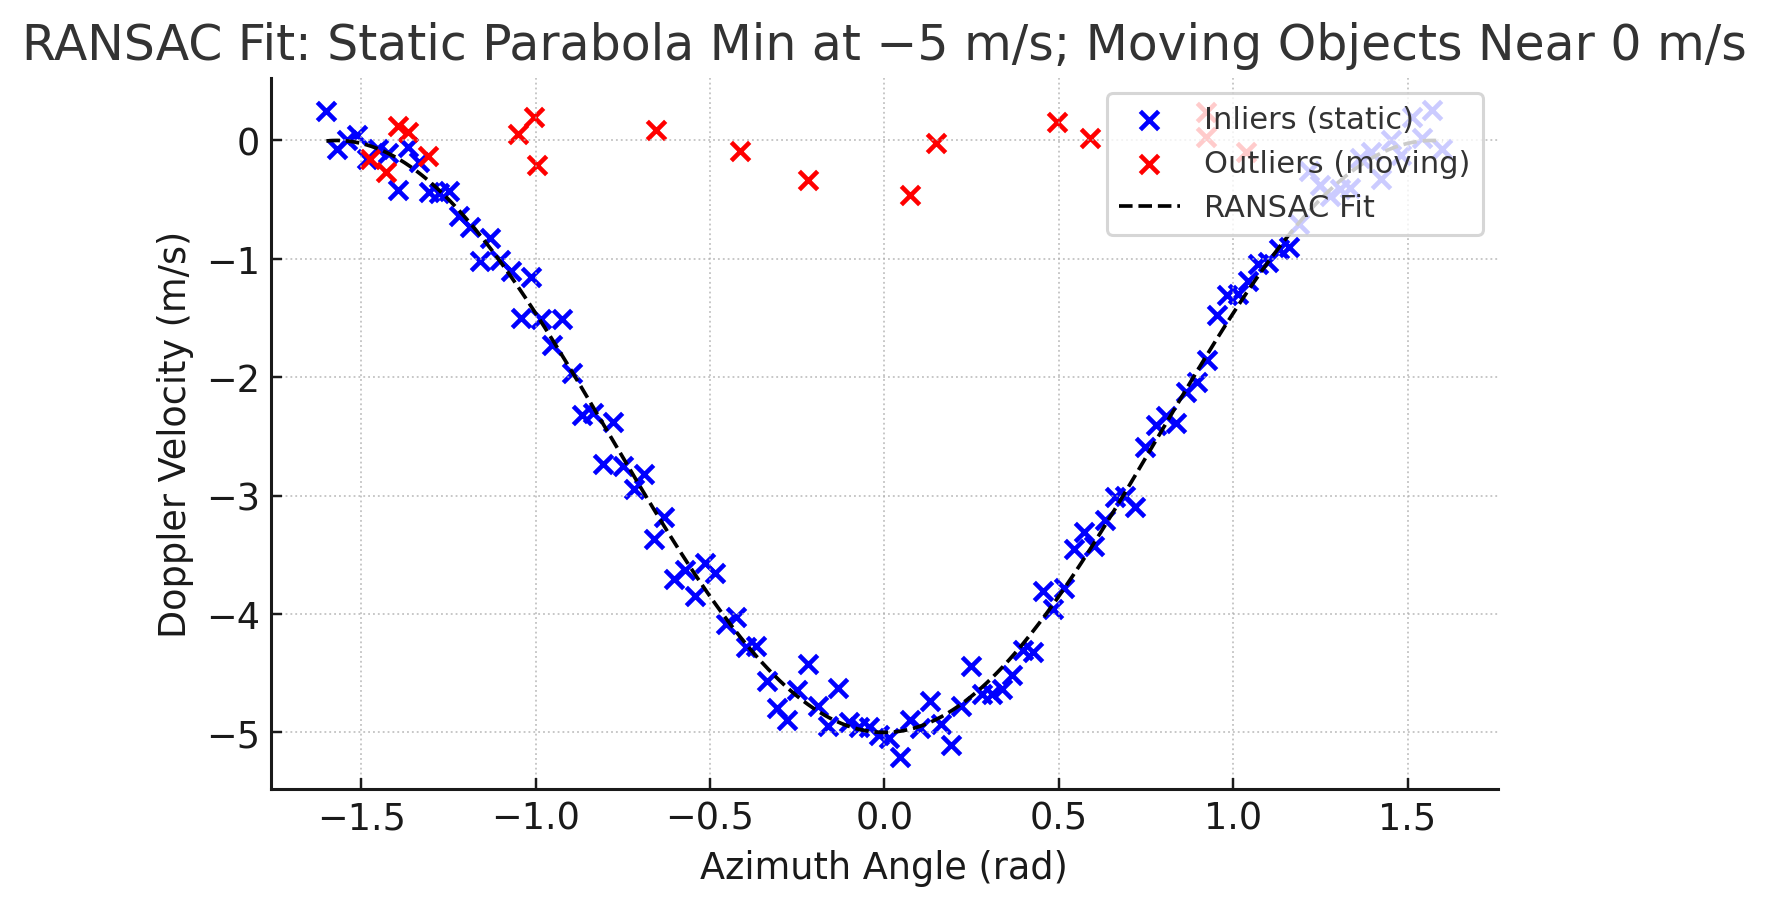 RANSAC Fit: Static Parabola Min at −5 m/s; Moving Objects Near 0 m/s
Inliers (static)
Outliers (moving)
RANSAC Fit
0
−1
−2
−3
−4
−5
Doppler Velocity (m/s)
−1.5 −1.0 −0.5 0.0 0.5 1.0 1.5
Azimuth Angle (rad)